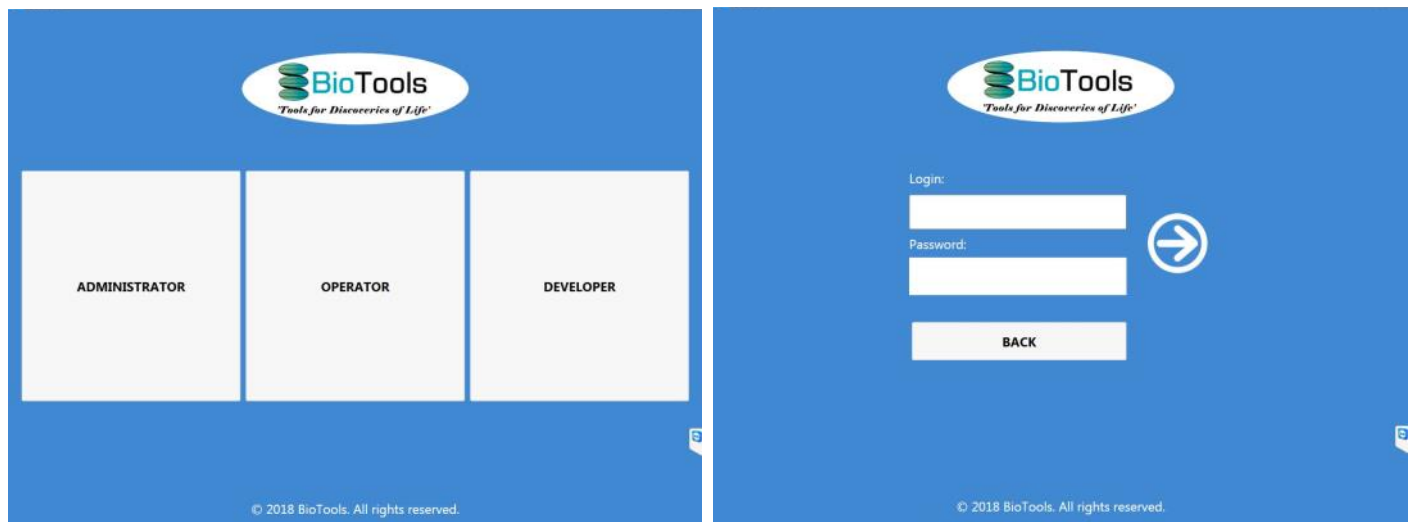 BioTools
'Tools for Discoveries of Life'
ADMINISTRATOR
OPERATOR
DEVELOPER
© 2018 BioTools. All rights reserved.
BioTools
'Tools for Discoveries of Life'
Login:
Password:
BACK
© 2018 BioTools. All rights reserved.